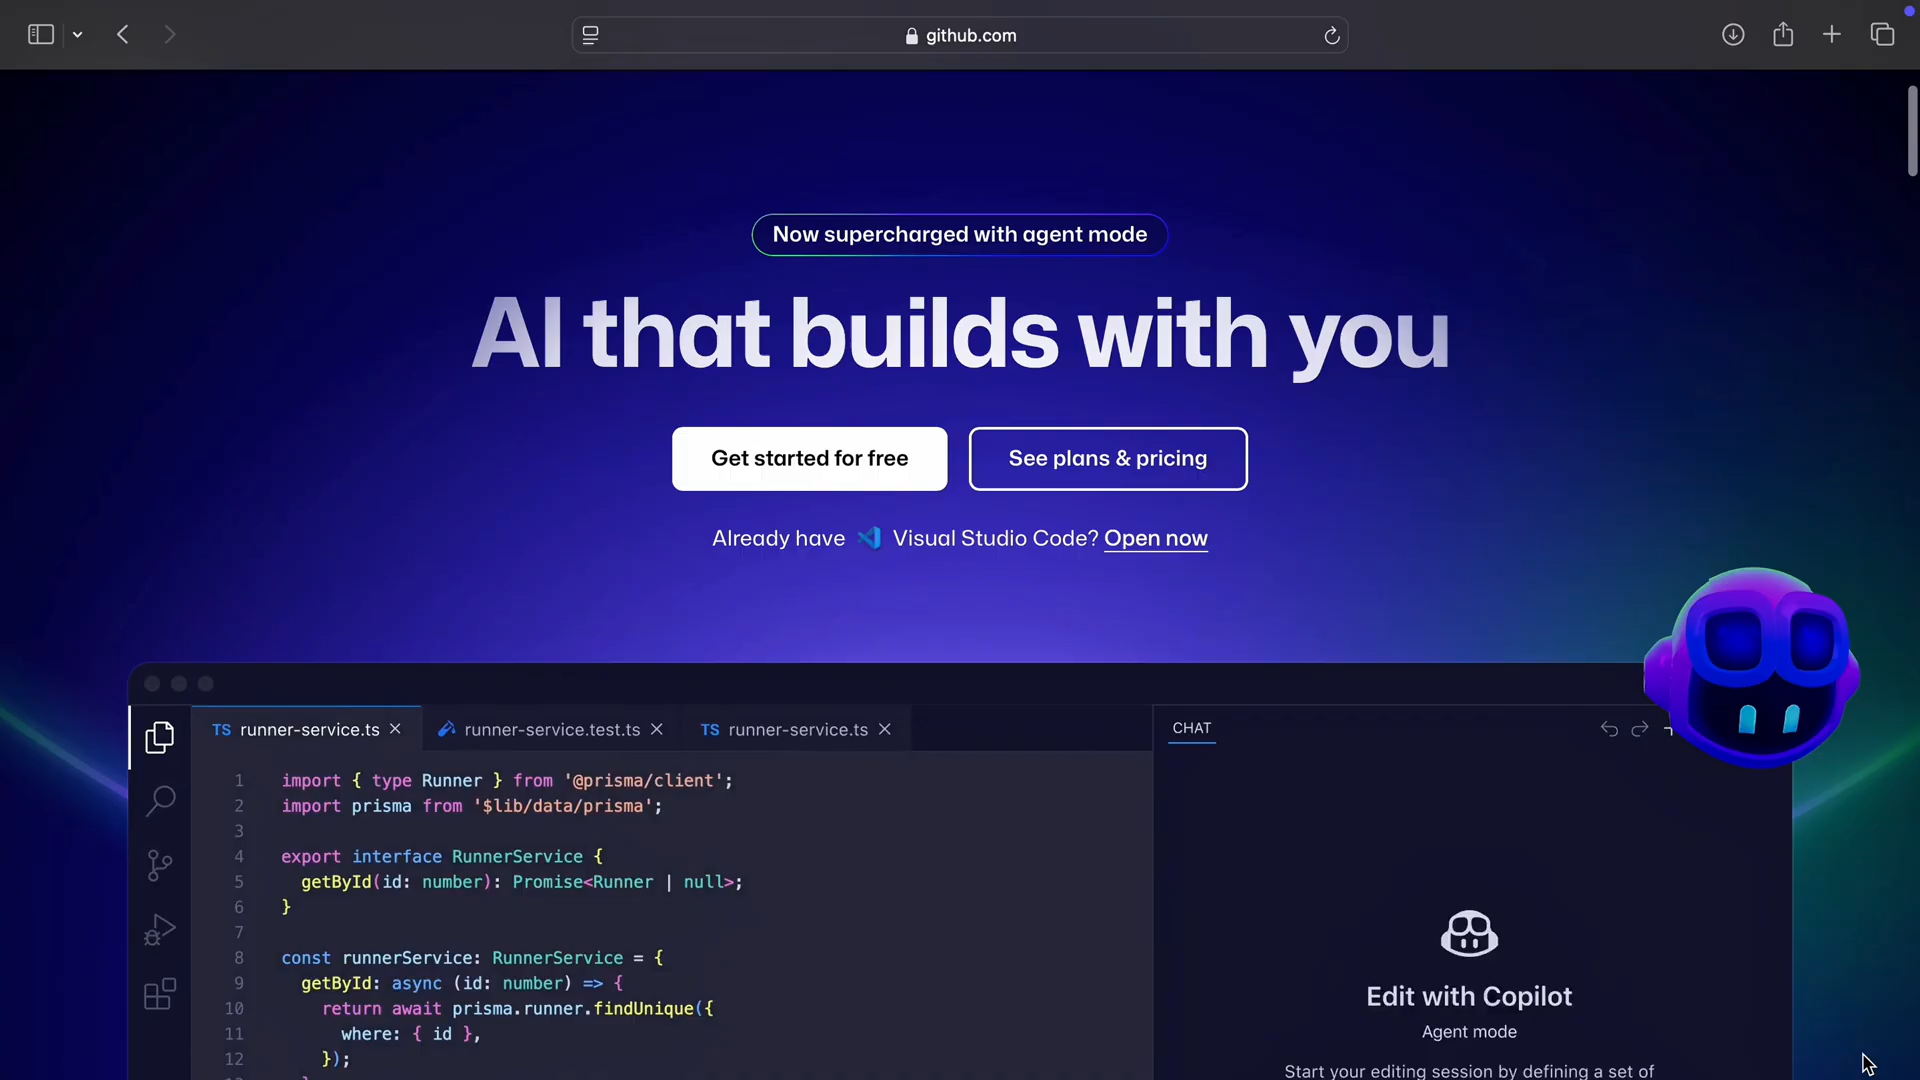 github.com
Now supercharged with agent mode
AI that builds with you
Get started for free
See plans & pricing
Already have Visual Studio Code? Open now
TS runner-service.ts
runner-service.test.ts
TS runner-service.ts
CHAT
1 import { type Runner } from '@prisma/client';
2 import prisma from '$lib/data/prisma';
3
4 export interface RunnerService {
5 getById(id: number): Promise<Runner | null>;
6 }
7
8 const runnerService: RunnerService = {
9 getById: async (id: number) => {
10 return await prisma.runner.findUnique({
11 where: { id },
12 });
Edit with Copilot
Agent mode
Start your editing session by defining a set of